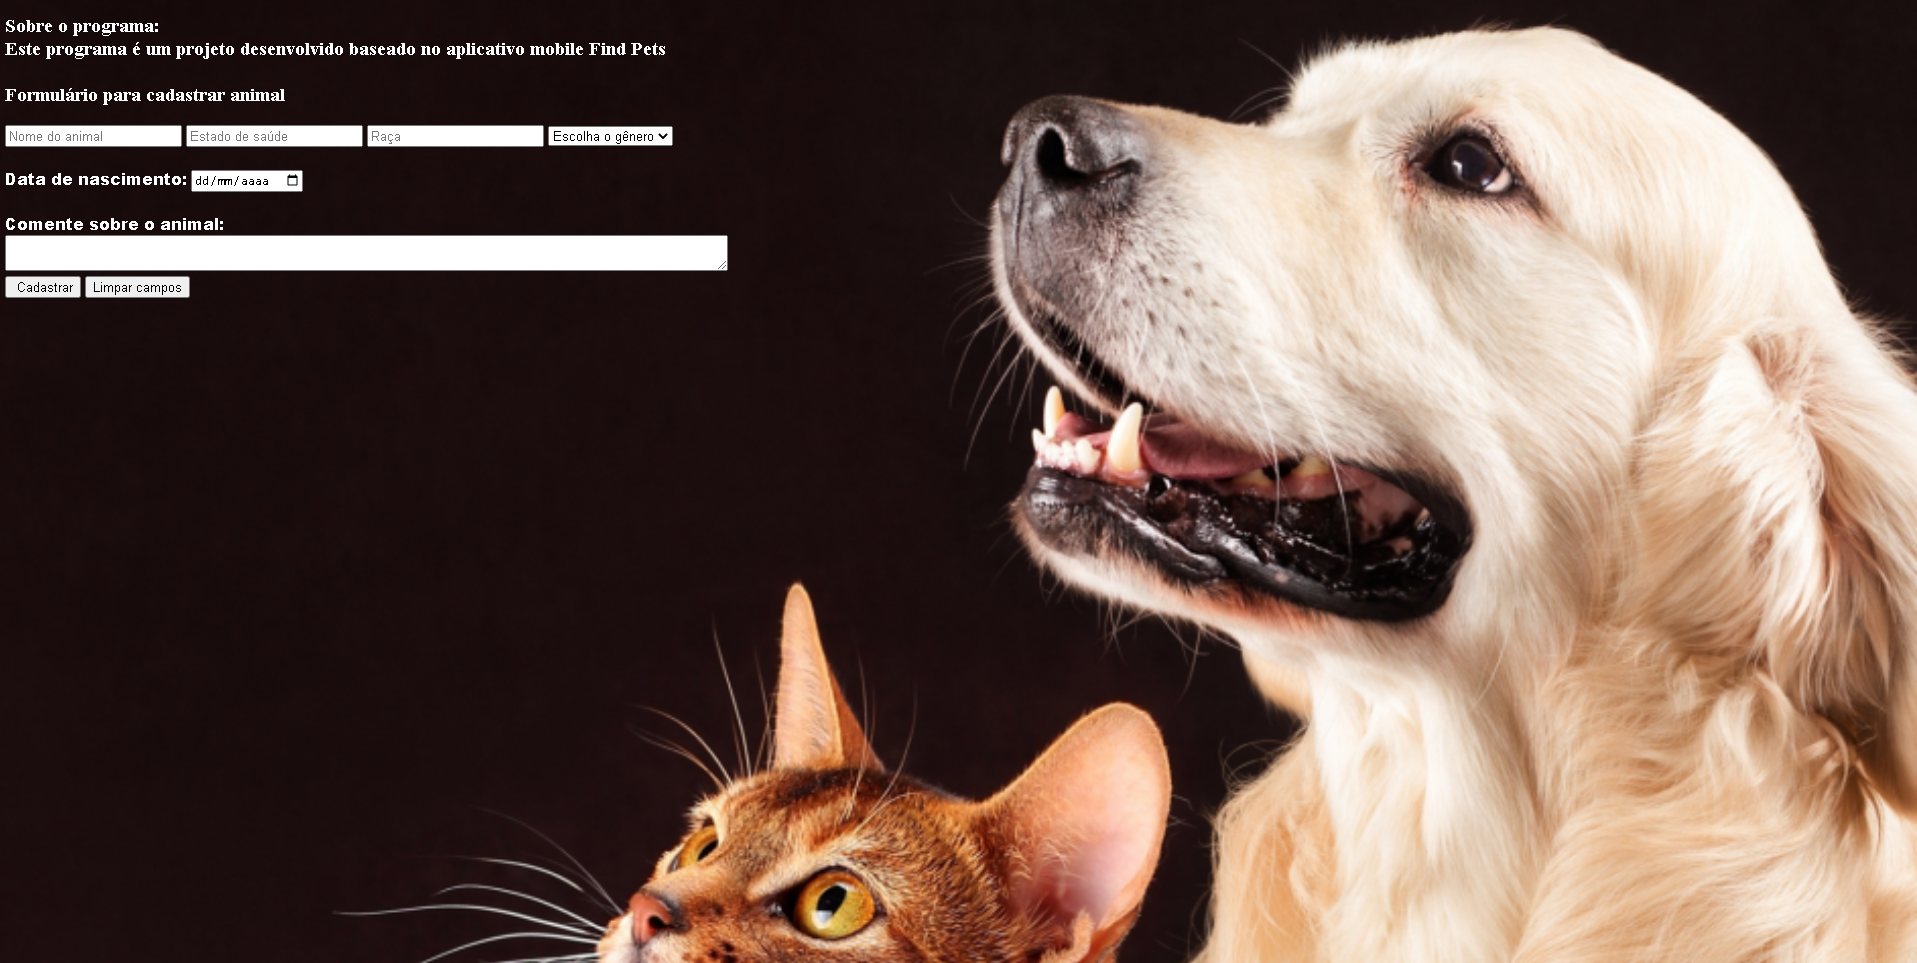 Sobre o programa:
Este programa é um projeto desenvolvido baseado no aplicativo mobile Find Pets
Formulário para cadastrar animal
Nome do animal Estado de saúde Raça Escolha o gênero
Data de nascimento: dd/mm/aaaa
Comente sobre o animal:
Cadastrar Limpar campos